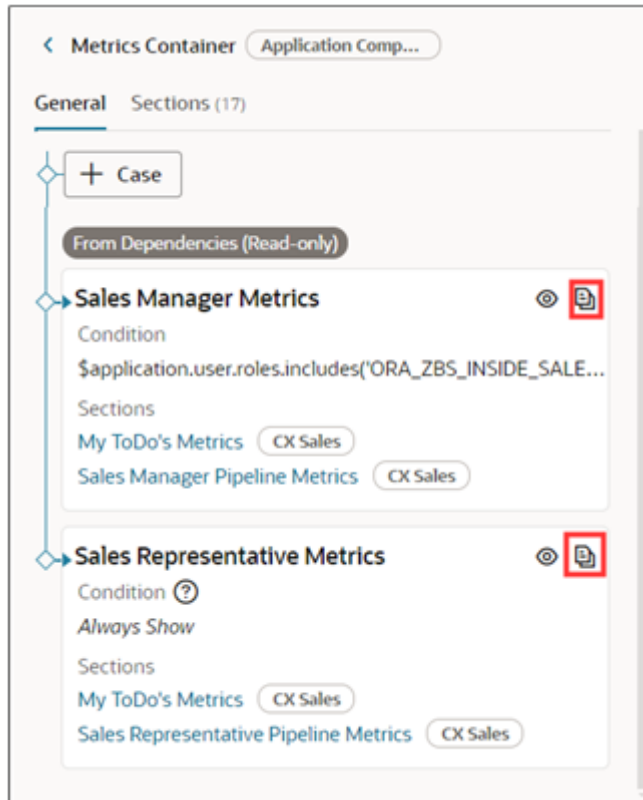 Metrics Container Application Comp...
General Sections (17)
+ Case
From Dependencies (Read-only)
Sales Manager Metrics
Condition
$application.user.roles.includes('ORA_ZBS_INSIDE_SALE...
Sections
My ToDo's Metrics CX Sales
Sales Manager Pipeline Metrics CX Sales
Sales Representative Metrics
Condition ?
Always Show
Sections
My ToDo's Metrics CX Sales
Sales Representative Pipeline Metrics CX Sales